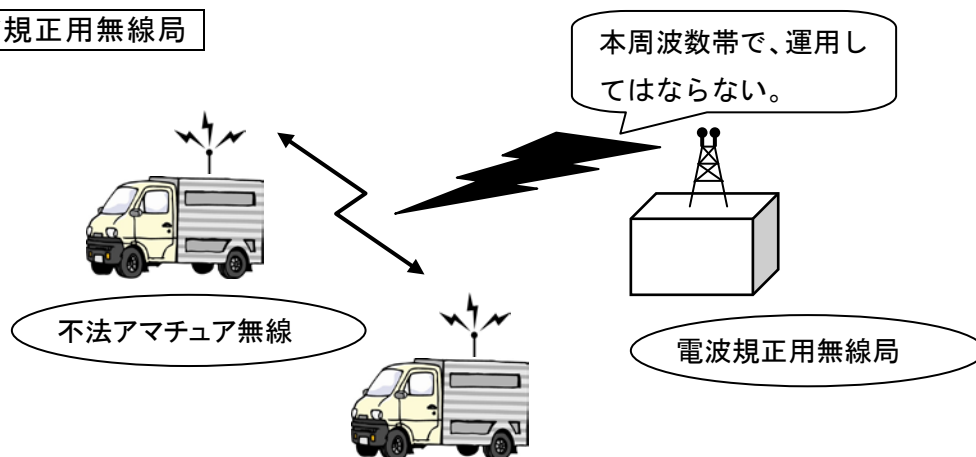 規正用無線局
本周波数帯で、運用し
てはならない。
不法アマチュア無線
電波規正用無線局